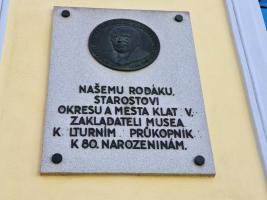 NAŠEMU RODÁKU,
STAROSTOVI
OKRESU A MĚSTA KLAT V,
ZAKLADATELI MUSEA
K LTURNÍM PRŮKOPNÍK
K 80. NAROZENINÁM.